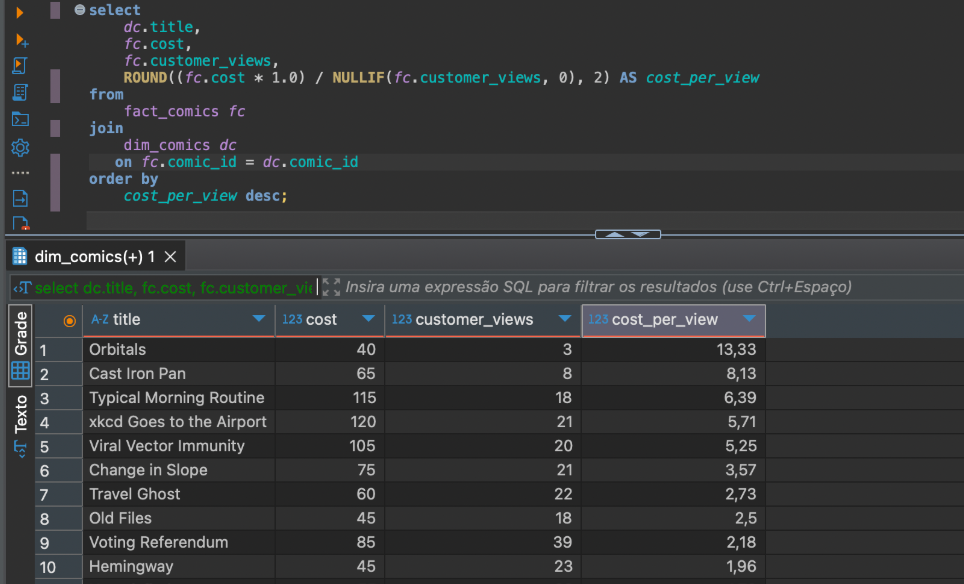 select
dc.title,
fc.cost,
fc.customer_views,
ROUND((fc.cost * 1.0) / NULLIF(fc.customer_views, 0), 2) AS cost_per_view
from
fact_comics fc
join
dim_comics dc
on fc.comic_id = dc.comic_id
order by
cost_per_view desc;
dim_comics(+) 1
select dc.title, fc.cost, fc.customer_vie Insira uma expressão SQL para filtrar os resultados (use Ctrl+Espaço)
Grade
Texto
A-Z title 123 cost 123 customer_views 123 cost_per_view
1 Orbitals 40 3 13,33
2 Cast Iron Pan 65 8 8,13
3 Typical Morning Routine 115 18 6,39
4 xkcd Goes to the Airport 120 21 5,71
5 Viral Vector Immunity 105 20 5,25
6 Change in Slope 75 21 3,57
7 Travel Ghost 60 22 2,73
8 Old Files 45 18 2,5
9 Voting Referendum 85 39 2,18
10 Hemingway 45 23 1,96